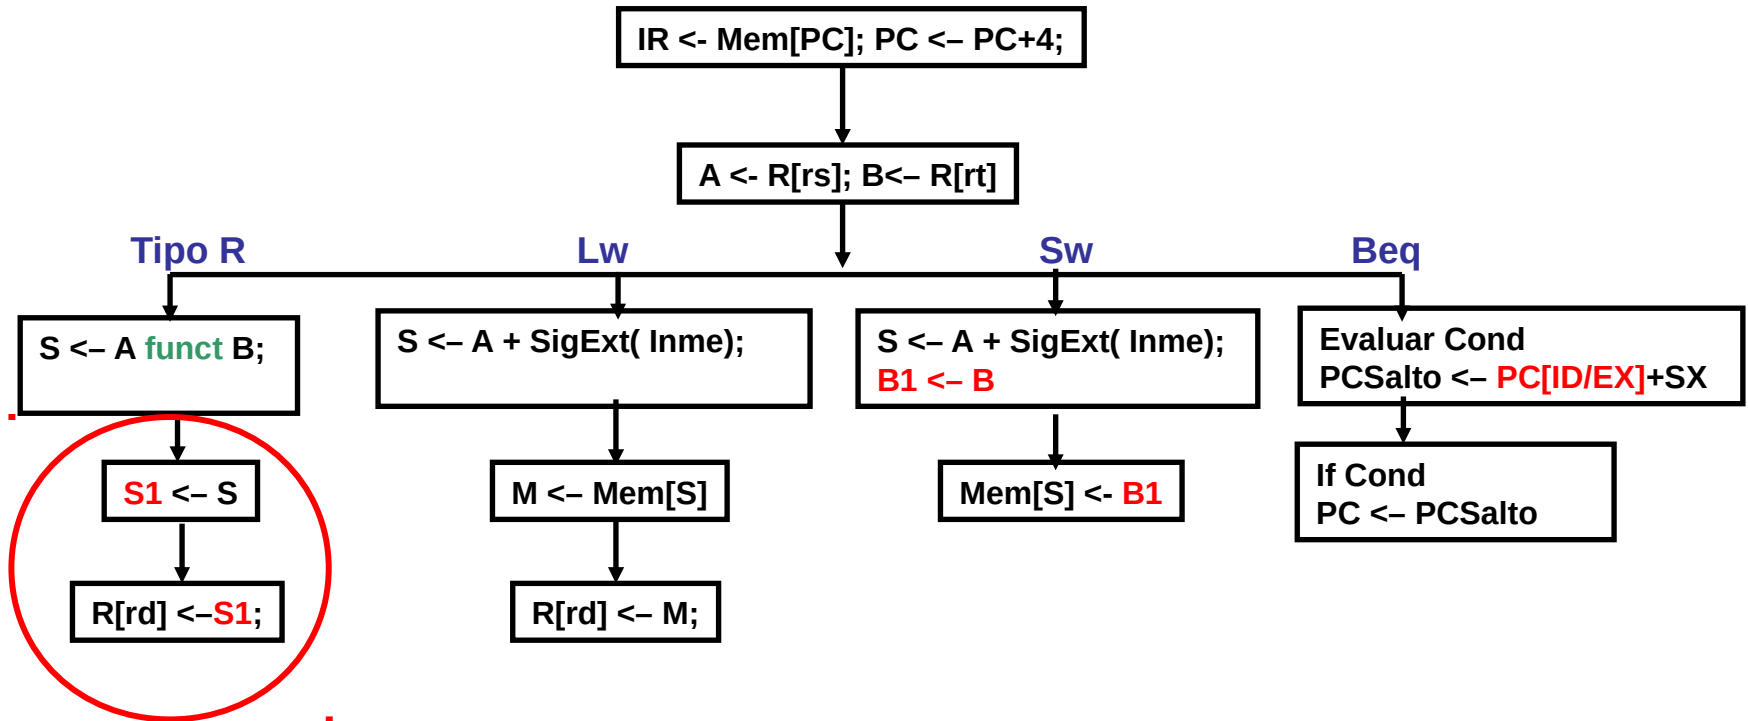 IR <- Mem[PC]; PC <– PC+4;
A <- R[rs]; B<– R[rt]
Tipo R
Lw
Sw
Beq
S <– A funct B;
S <– A + SigExt( Inme);
S <– A + SigExt( Inme);
B1 <– B
Evaluar Cond
PCSalto <– PC[ID/EX]+SX
S1 <– S
M <– Mem[S]
Mem[S] <- B1
If Cond
PC <– PCSalto
R[rd] <–S1;
R[rd] <– M;